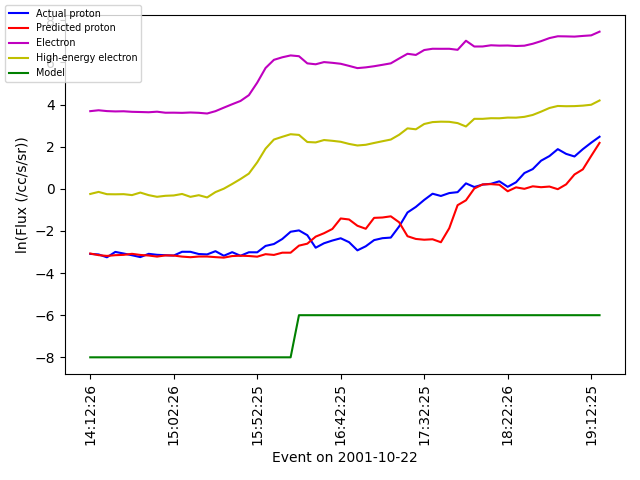 Actual proton
Predicted proton
Electron
High-energy electron
Model
ln(Flux (/cc/s/sr))
4
2
0
−2
−4
−6
−8
14:12:26
15:02:26
15:52:25
16:42:25
17:32:25
18:22:26
19:12:25
Event on 2001-10-22